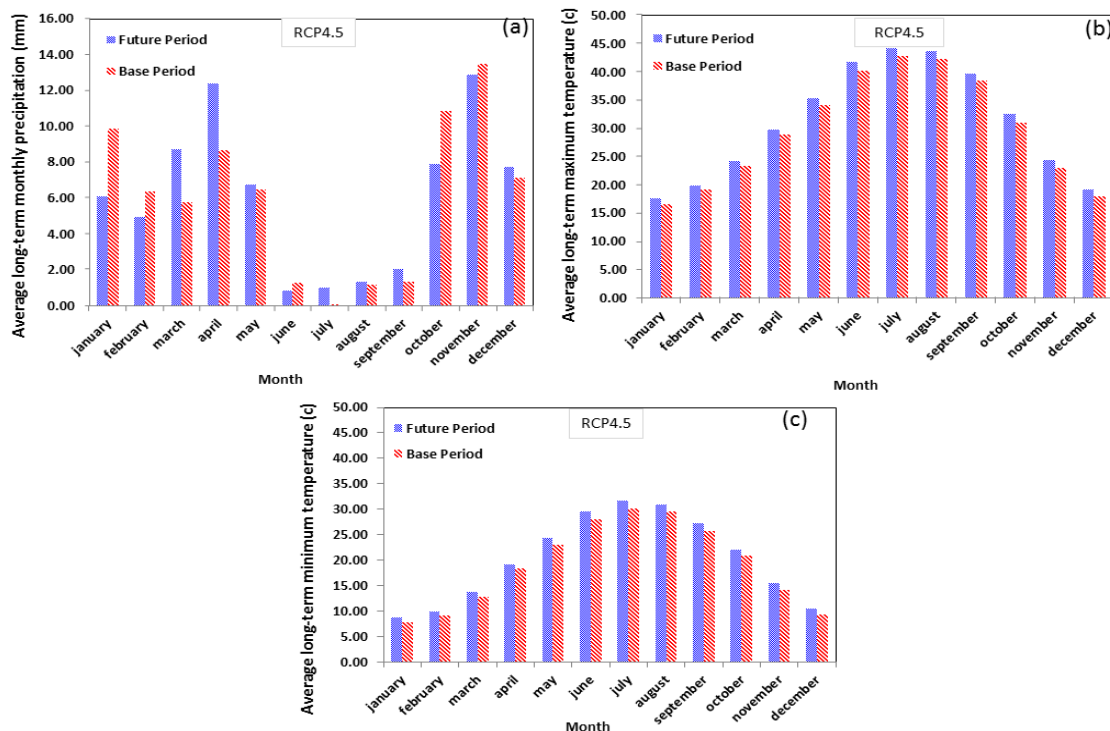 (a)
RCP4.5
Future Period
Base Period
Average long-term monthly precipitation (mm)
16.00
14.00
12.00
10.00
8.00
6.00
4.00
2.00
0.00
january
february
march
april
may
june
july
august
september
october
november
december
Month
(b)
RCP4.5
Future Period
Base Period
Average long-term maximum temperature (c)
50.00
45.00
40.00
35.00
30.00
25.00
20.00
15.00
10.00
5.00
0.00
january
february
march
april
may
june
july
august
september
october
november
december
Month
(c)
RCP4.5
Future Period
Base Period
Average long-term minimum temperature (c)
50.00
45.00
40.00
35.00
30.00
25.00
20.00
15.00
10.00
5.00
0.00
january
february
march
april
may
june
july
august
september
october
november
december
Month